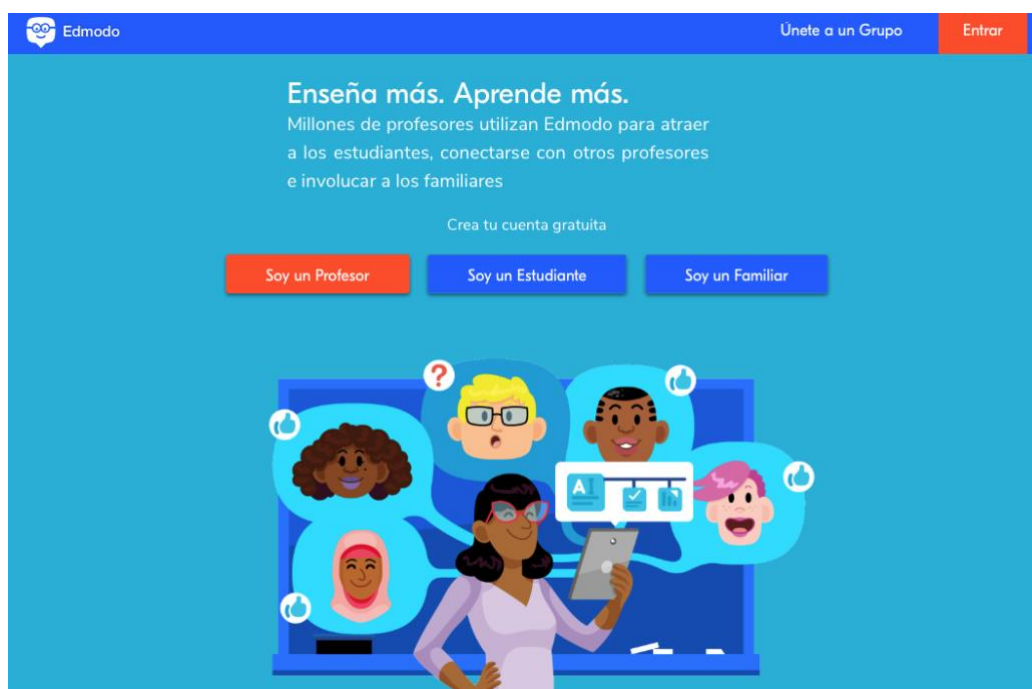 Edmodo
Únete a un Grupo
Entrar
Enseña más. Aprende más.
Millones de profesores utilizan Edmodo para atraer
a los estudiantes, conectarse con otros profesores
e involucar a los familiares
Crea tu cuenta gratuita
Soy un Profesor
Soy un Estudiante
Soy un Familiar
?
A